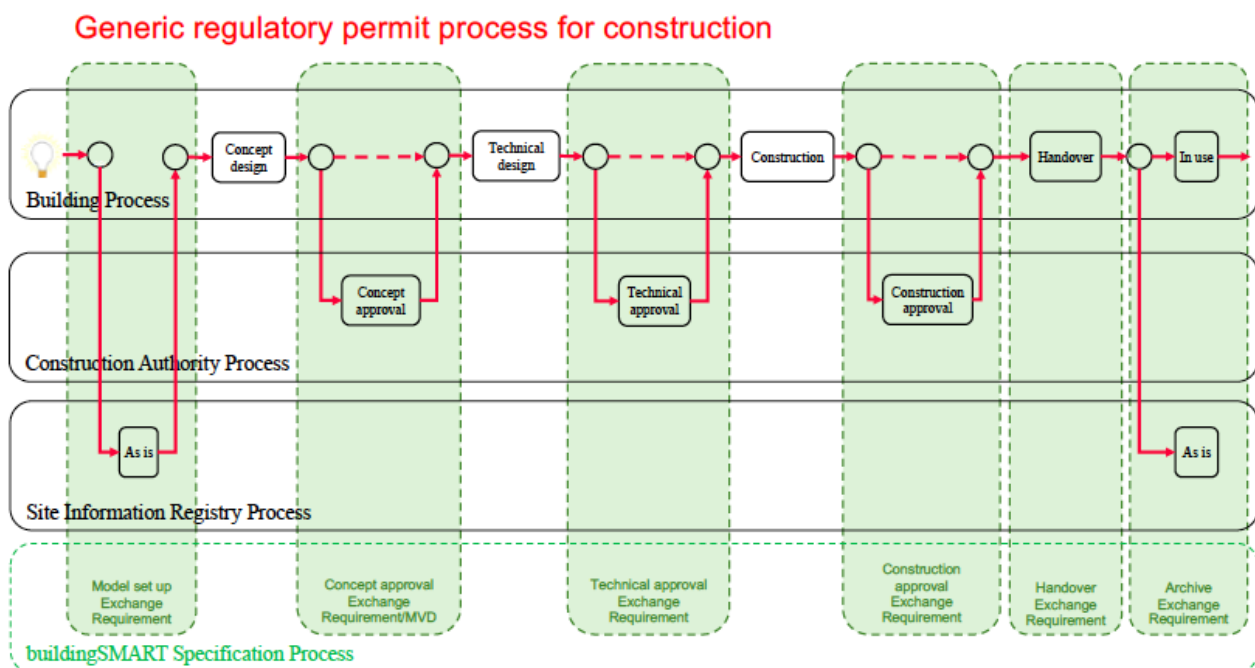 Generic regulatory permit process for construction
Concept
design
Technical
design
Construction
Handover
In use
Building Process
Concept
approval
Technical
approval
Construction
approval
Construction Authority Process
As is
As is
Site Information Registry Process
Model set up
Exchange
Requirement
Concept approval
Exchange
Requirement/MVD
Technical approval
Exchange
Requirement
Construction
approval
Exchange
Requirement
Handover
Exchange
Requirement
Archive
Exchange
Requirement
buildingSMART Specification Process